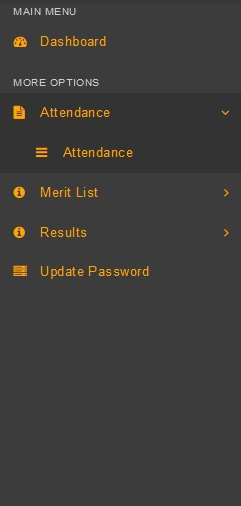 MAIN MENU
Dashboard
MORE OPTIONS
Attendance
Attendance
Merit List
Results
Update Password